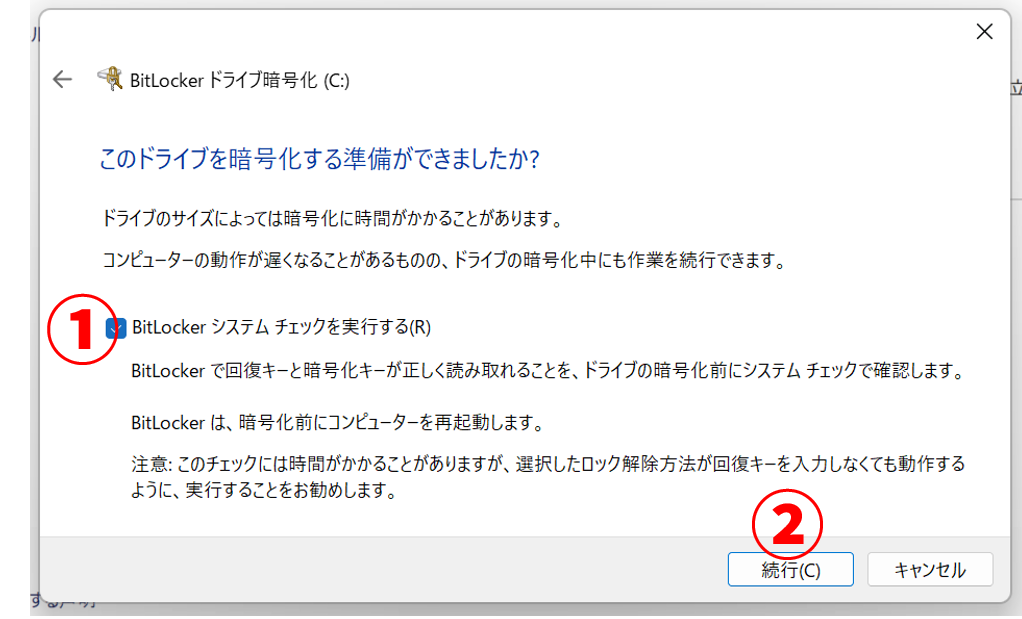 BitLocker ドライブ暗号化 (C:)
このドライブを暗号化する準備ができましたか?
ドライブのサイズによっては暗号化に時間がかかることがあります。
コンピューターの動作が遅くなることがあるものの、ドライブの暗号化中にも作業を続行できます。
1
BitLocker システム チェックを実行する(R)
BitLocker で回復キーと暗号化キーが正しく読み取れることを、ドライブの暗号化前にシステム チェックで確認します。
BitLocker は、暗号化前にコンピューターを再起動します。
注意: このチェックには時間がかかることがありますが、選択したロック解除方法が回復キーを入力しなくても動作する
ように、実行することをお勧めします。
2
続行(C)
キャンセル